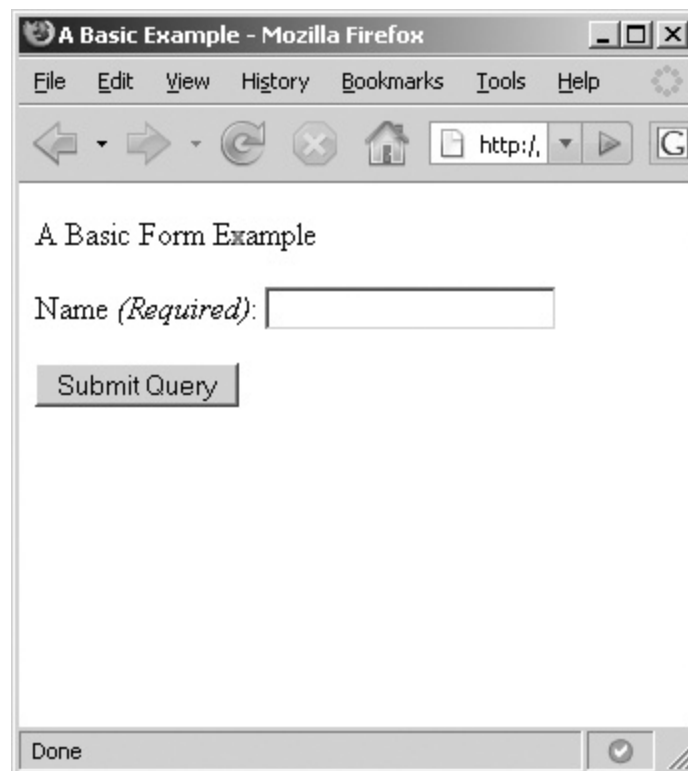 A Basic Example - Mozilla Firefox
File Edit View History Bookmarks Tools Help
http:/, G
A Basic Form Example
Name (Required):
Submit Query
Done